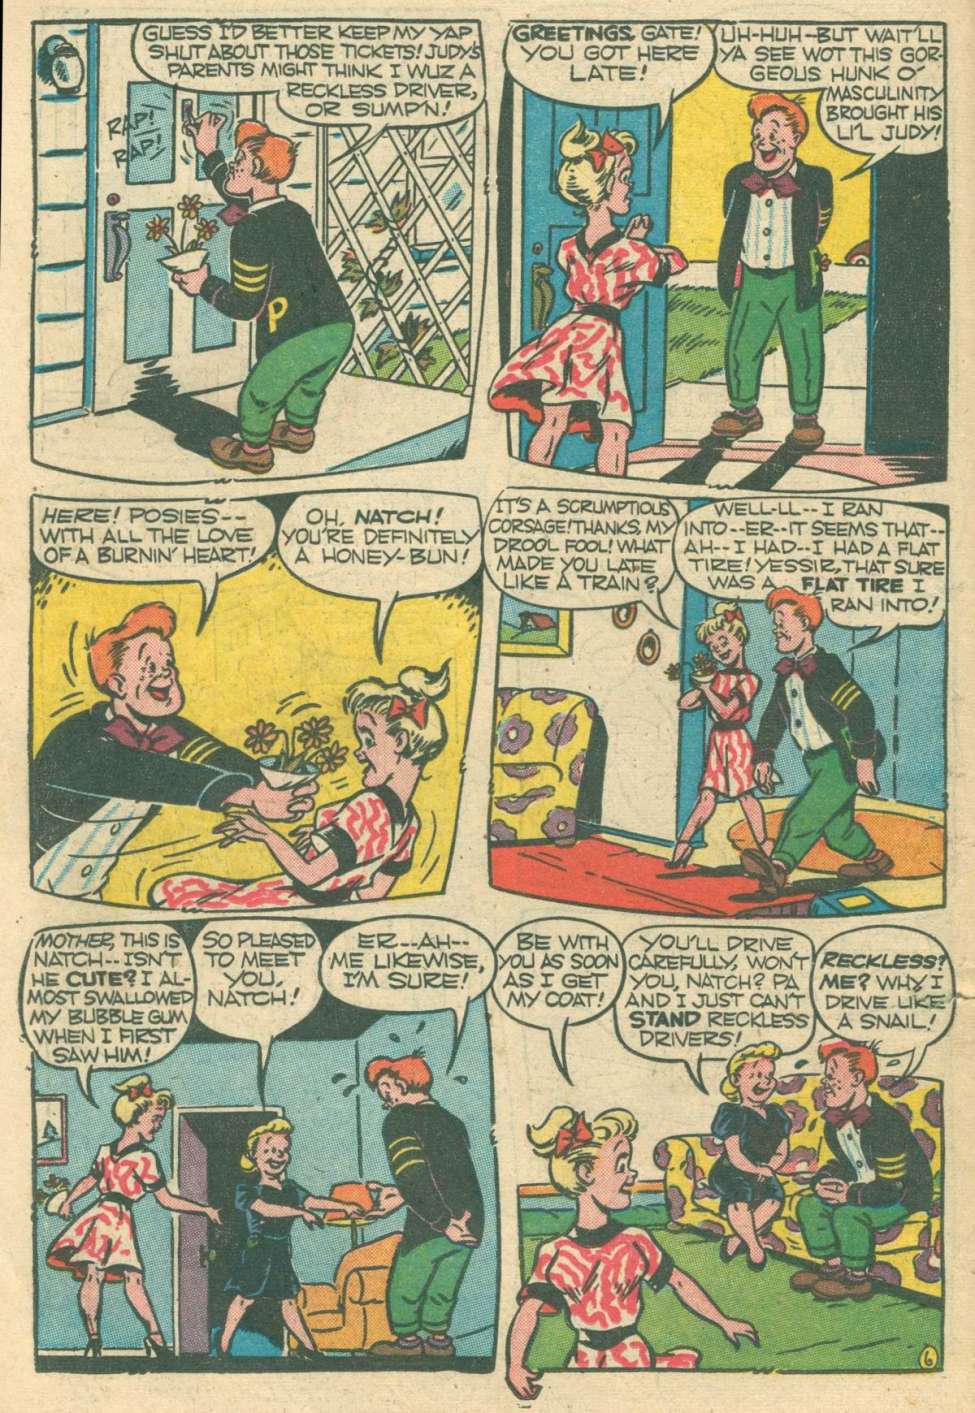 GUESS I'D BETTER KEEP MY YAP
SHUT ABOUT THOSE TICKETS! JUDY'S
PARENTS MIGHT THINK I WUZ A
RECKLESS DRIVER,
OR SUMP'N!
RAP!
RAP!
P
GREETINGS, GATE!
YOU GOT HERE
LATE!
UH-HUH--BUT WAIT'LL
YA SEE WOT THIS GOR-
GEOUS HUNK O'
MASCULINITY
BROUGHT HIS
LI'L JUDY!
HERE! POSIES--
WITH ALL THE LOVE
OF A BURNIN' HEART!
OH, NATCH!
YOU'RE DEFINITELY
A HONEY-BUN!
IT'S A SCRUMPTIOUS
CORSAGE! THANKS, MY
DROOL FOOL! WHAT
MADE YOU LATE
LIKE A TRAIN?
WELL-LL--I RAN
INTO--ER--IT SEEMS THAT--
AH--I HAD--I HAD A FLAT
TIRE! YESSIR, THAT SURE
WAS A FLAT TIRE I
RAN INTO!
MOTHER, THIS IS
NATCH--ISN'T
HE CUTE? I AL-
MOST SWALLOWED
MY BUBBLE GUM
WHEN I FIRST
SAW HIM!
SO PLEASED
TO MEET
YOU,
NATCH!
ER--AH--
ME LIKEWISE,
I'M SURE!
BE WITH
YOU AS SOON
AS I GET
MY COAT!
YOU'LL DRIVE
CAREFULLY, WON'T
YOU, NATCH? PA
AND I JUST CAN'T
STAND RECKLESS
DRIVERS!
RECKLESS?
ME? WHY I
DRIVE LIKE
A SNAIL!
6